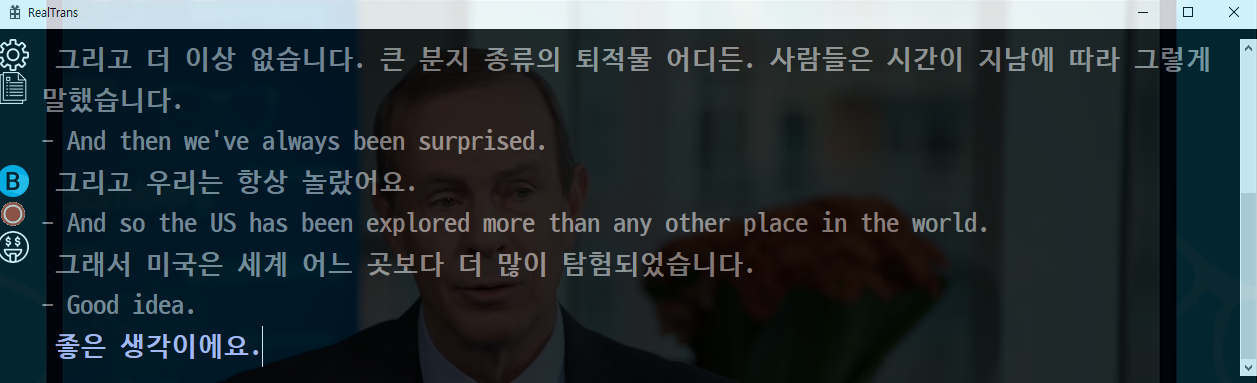 RealTrans
그리고 더 이상 없습니다. 큰 분지 종류의 퇴적물 어디든. 사람들은 시간이 지남에 따라 그렇게
말했습니다.
- And then we've always been surprised.
그리고 우리는 항상 놀랐어요.
- And so the US has been explored more than any other place in the world.
그래서 미국은 세계 어느 곳보다 더 많이 탐험되었습니다.
- Good idea.
좋은 생각이에요.
B